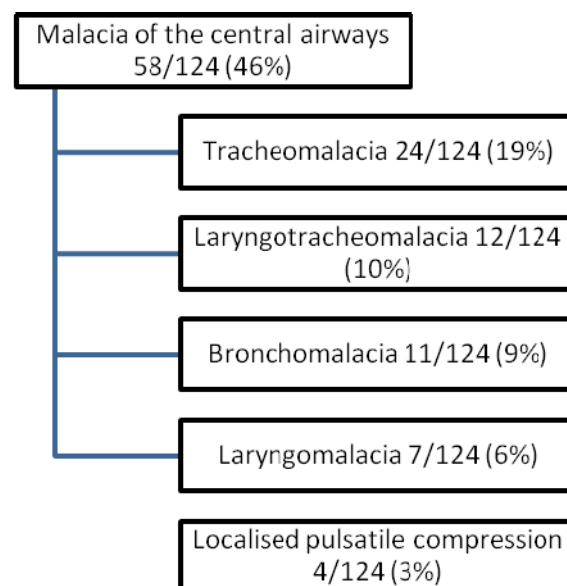 Malacia of the central airways
58/124 (46%)
Tracheomalacia 24/124 (19%)
Laryngotracheomalacia 12/124
(10%)
Bronchomalacia 11/124 (9%)
Laryngomalacia 7/124 (6%)
Localised pulsatile compression
4/124 (3%)